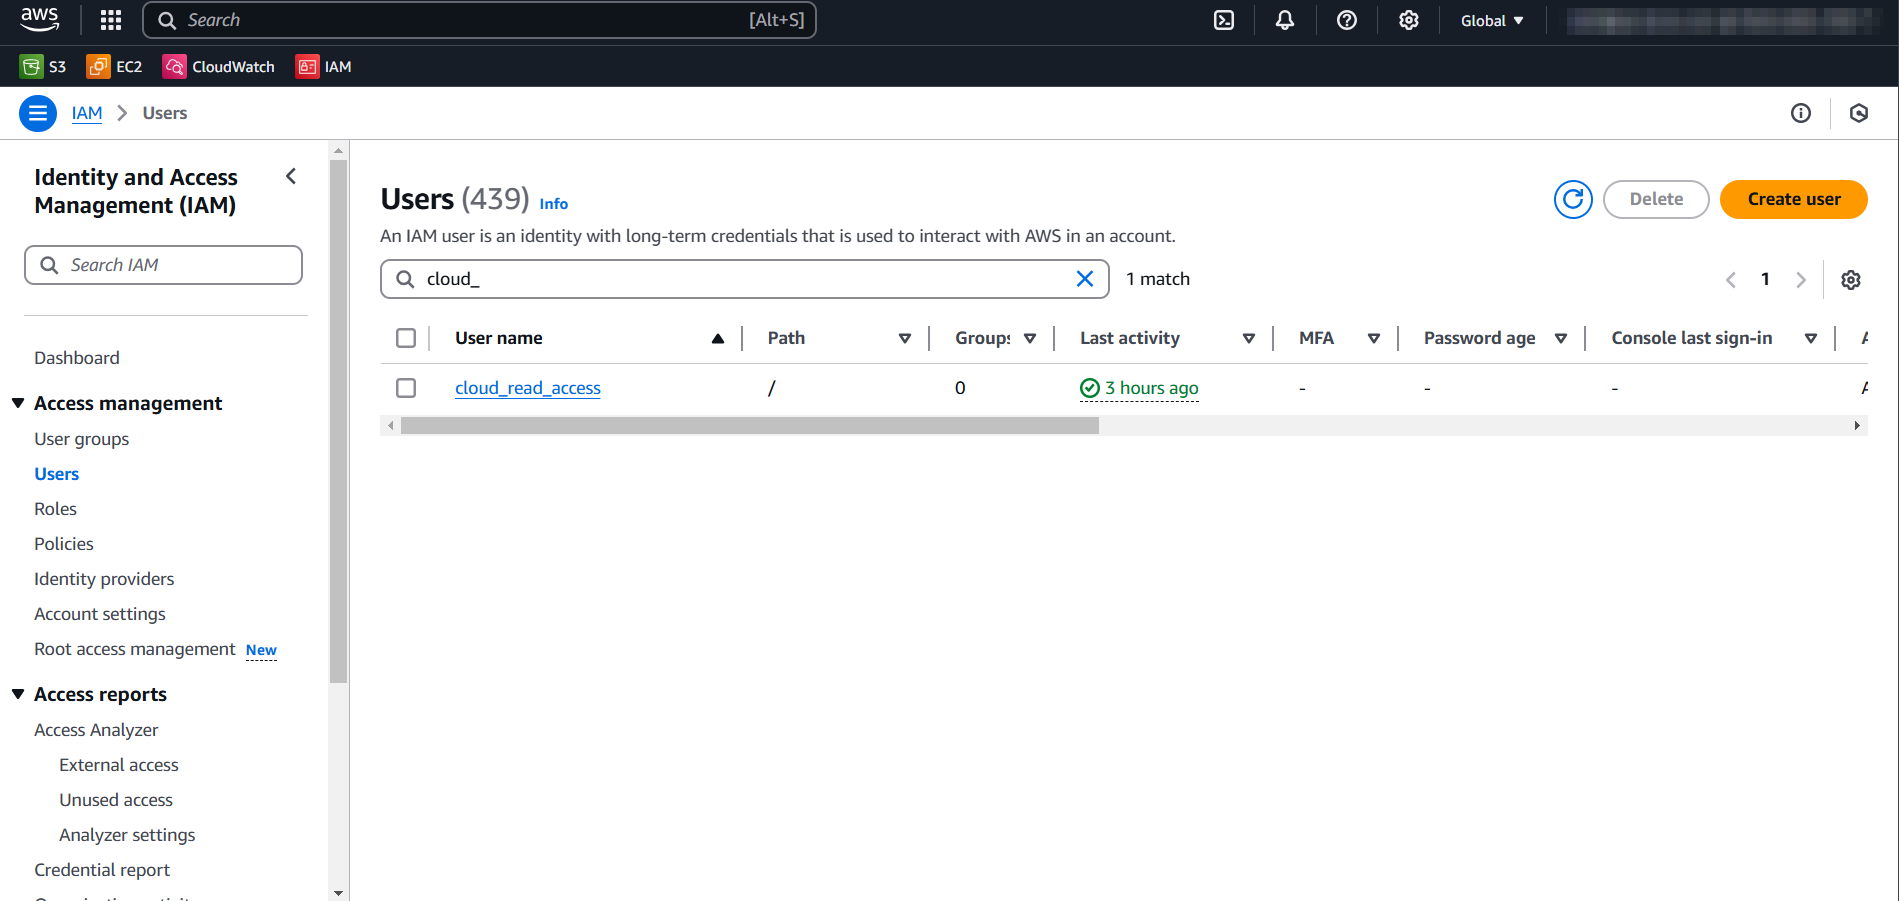 aws
Search [Alt+S]
Global
S3 EC2 CloudWatch IAM
IAM Users
Identity and Access
Management (IAM)
Search IAM
Dashboard
Access management
User groups
Users
Roles
Policies
Identity providers
Account settings
Root access management New
Access reports
Access Analyzer
External access
Unused access
Analyzer settings
Credential report
Users (439) Info
Delete
Create user
An IAM user is an identity with long-term credentials that is used to interact with AWS in an account.
cloud_
1 match
1
User name Path Groups Last activity MFA Password age Console last sign-in A
cloud_read_access / 0 3 hours ago - - - A